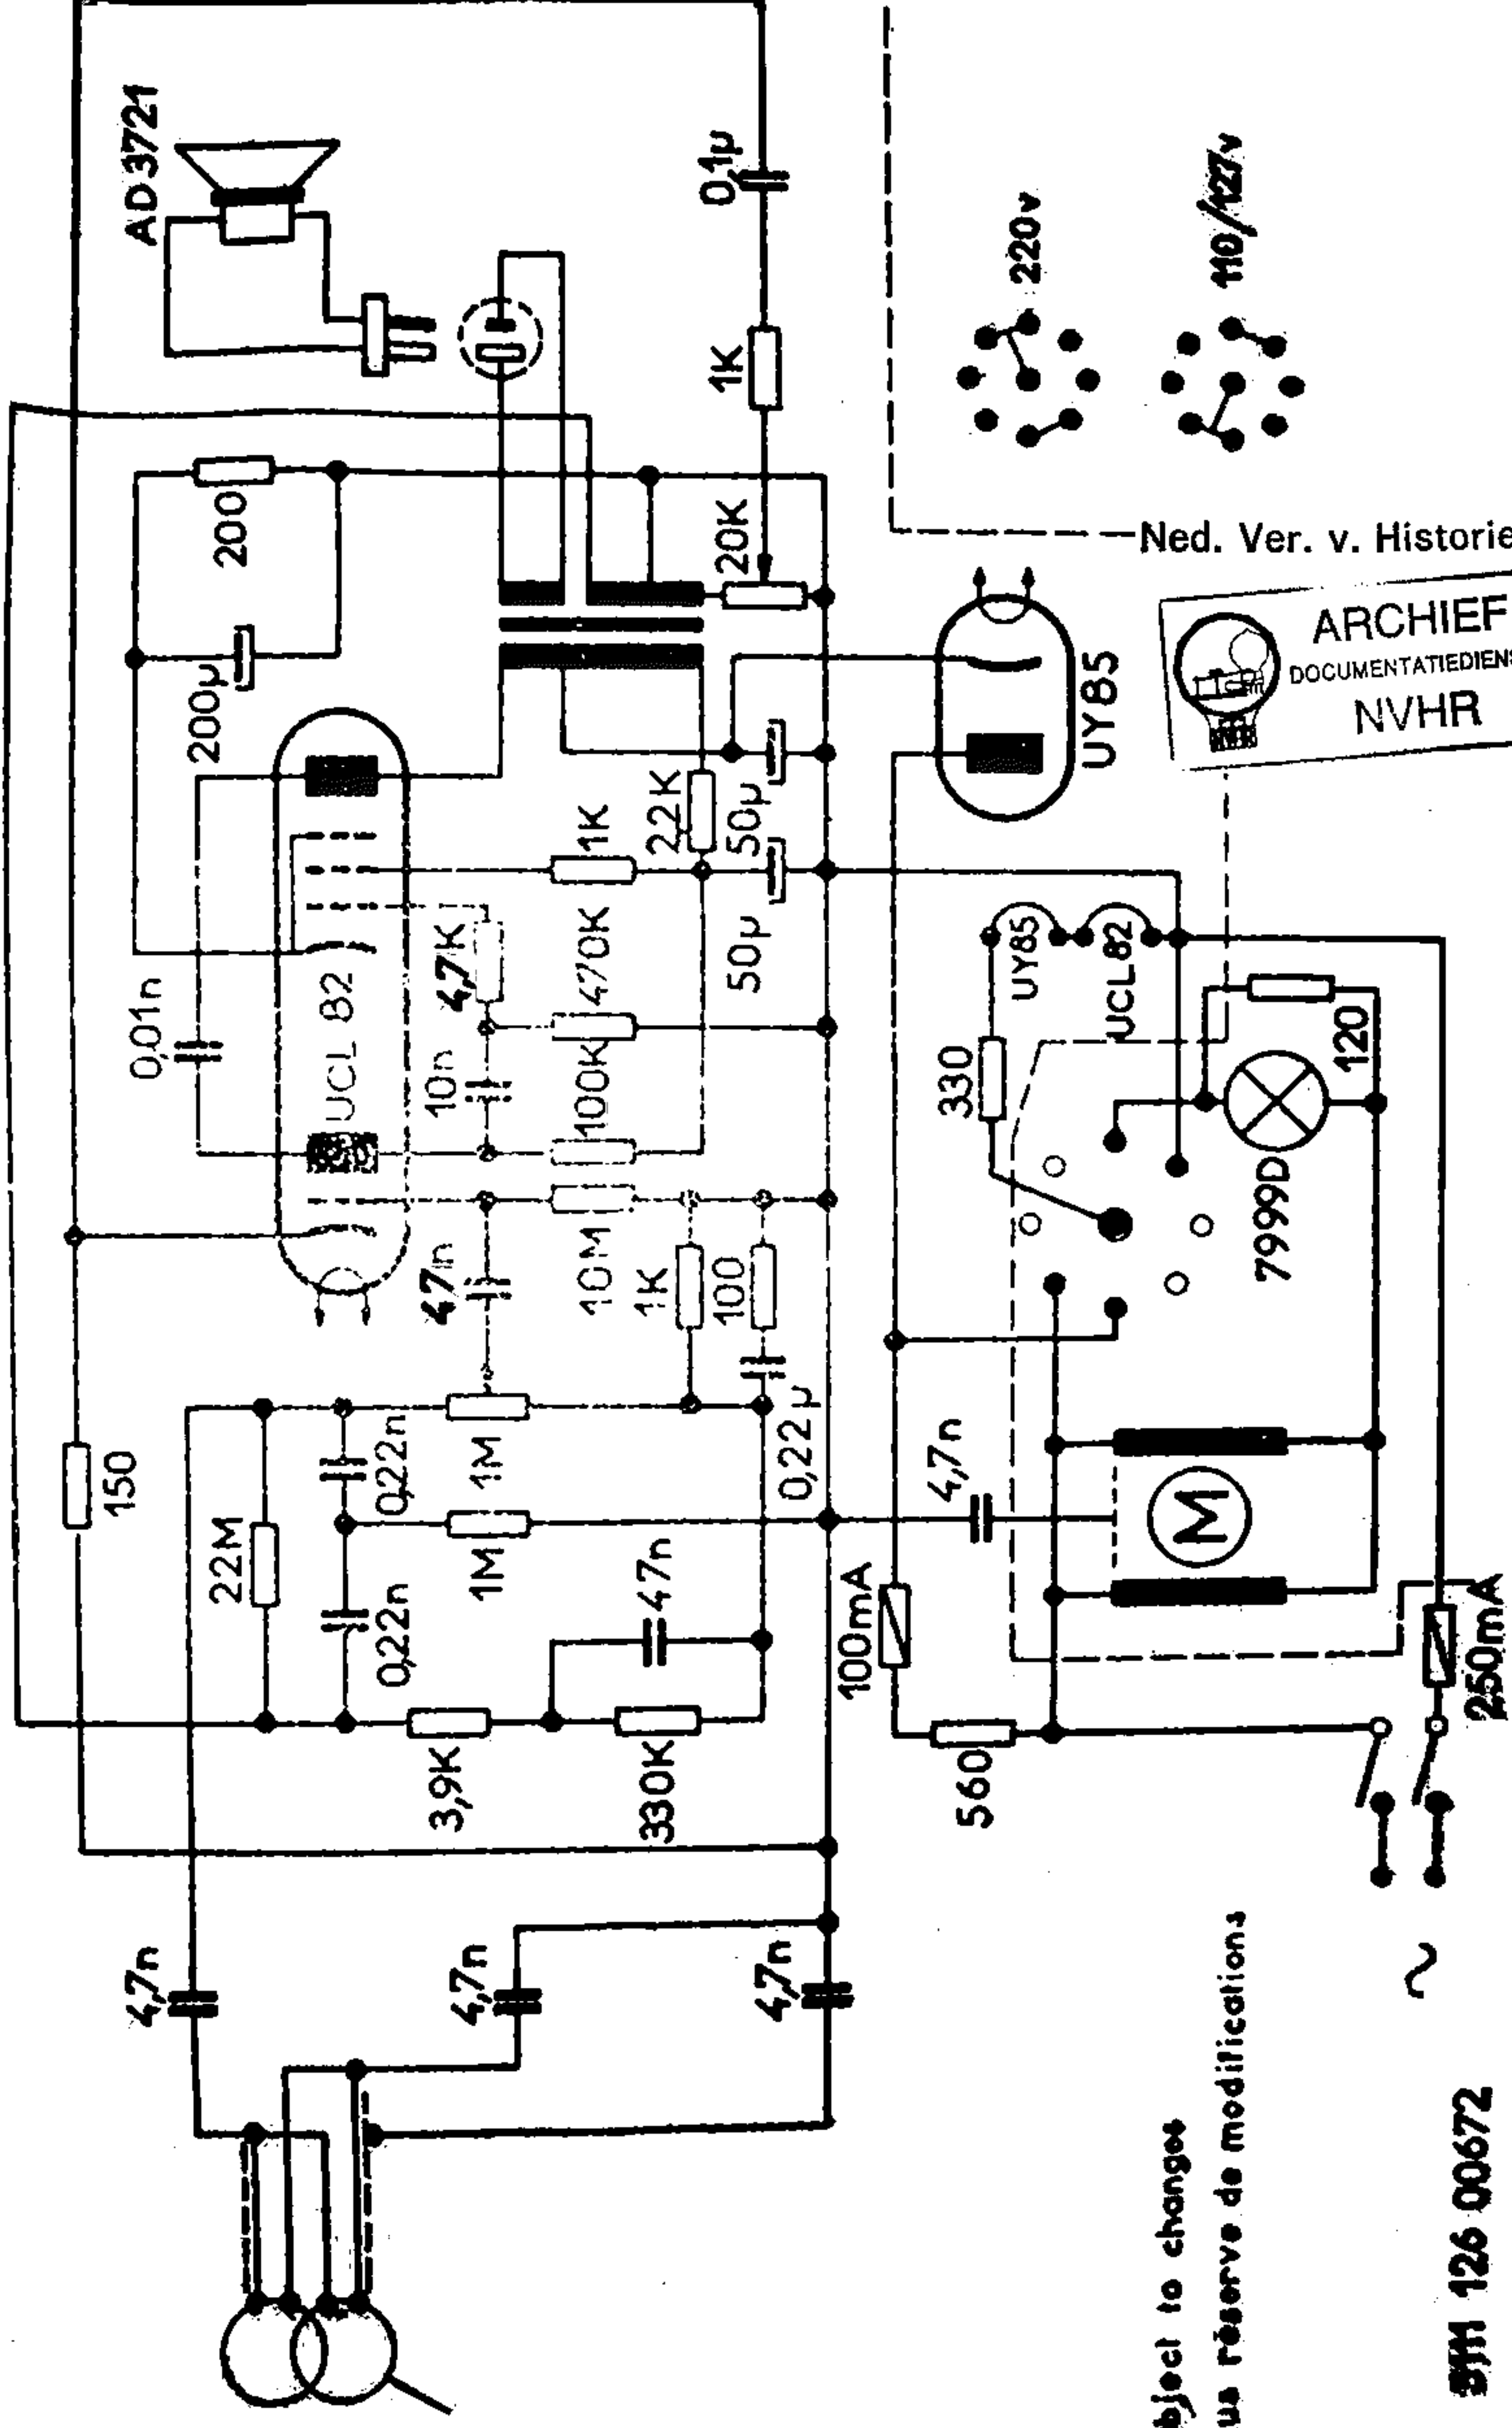 AD3721
0,1µ
200
1K
220v
110/127v
20K
Ned. Ver. v. Historie
ARCHIEF
DOCUMENTATIEDIENS
NVHR
200µ
UY85
1K
2,2K
50µ
0,01n
UCL 82
4,7K
470K
50µ
UY85
UCL82
10n
100K
330
120
7999D
47n
10M
1K
100
150
22M
0,22n
1M
0,22µ
4,7n
0,22n
1M
47n
100mA
M
250mA
3,9K
330K
560
4,7n
4,7n
4,7n
~
bject to changes
us réserve de modifications
126 00672